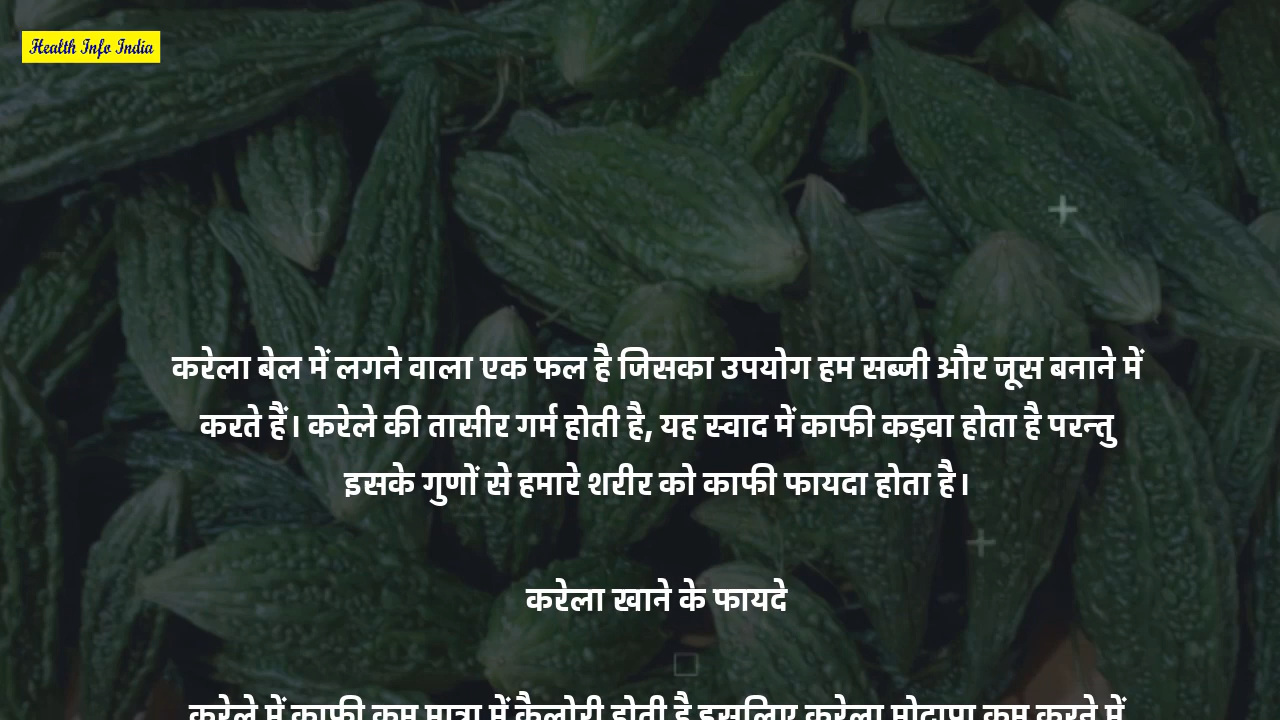 Health Info India
करेला बेल में लगने वाला एक फल है जिसका उपयोग हम सब्जी और जूस बनाने में
करते हैं। करेले की तासीर गर्म होती है, यह स्वाद में काफी कड़वा होता है परन्तु
इसके गुणों से हमारे शरीर को काफी फायदा होता है।
करेला खाने के फायदे
करेले में काफी कम मात्रा में कैलोरी होती है इसलिए करेला मोटापा कम करने में